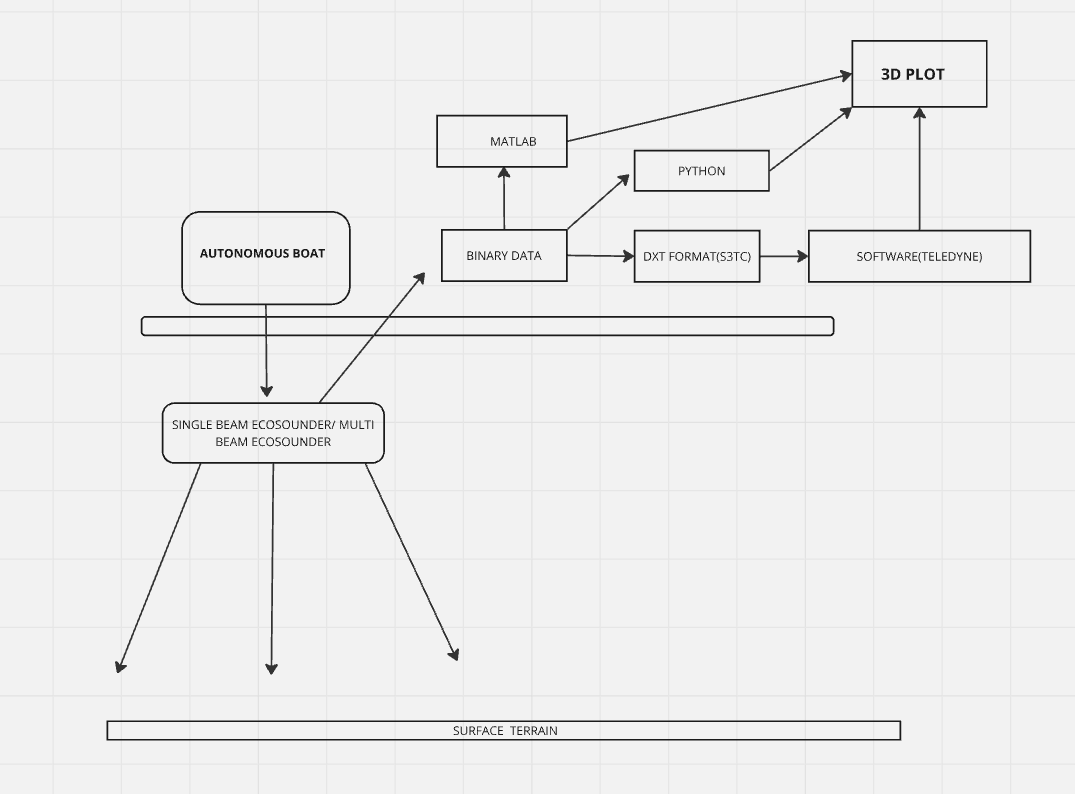 3D PLOT
MATLAB
PYTHON
AUTONOMOUS BOAT
BINARY DATA
DXT FORMAT(S3TC)
SOFTWARE(TELEDYNE)
SINGLE BEAM ECOSOUNDER/ MULTI
BEAM ECOSOUNDER
SURFACE TERRAIN